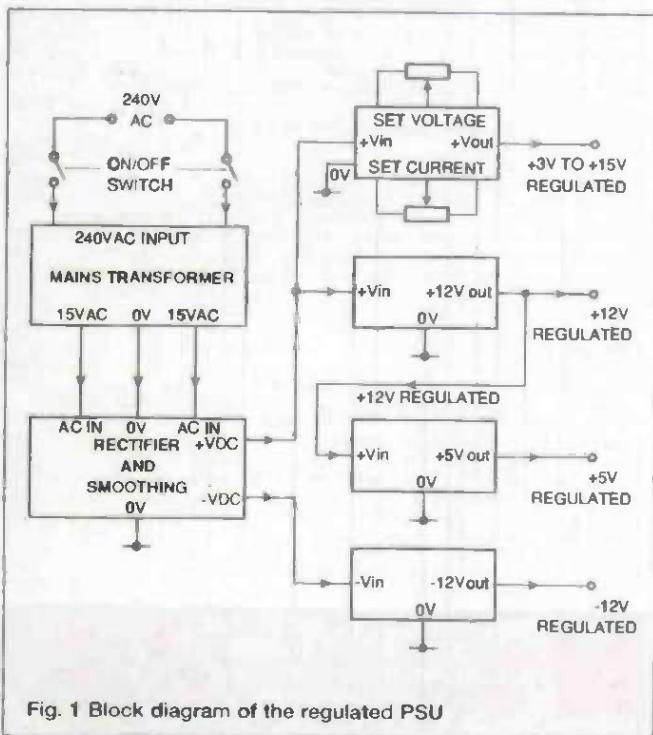 240V
AC
ON/OFF
SWITCH
240VAC INPUT
MAINS TRANSFORMER
15VAC 0V 15VAC
AC IN 0V AC IN
RECTIFIER +VDC
AND
SMOOTHING -VDC
0V
SET VOLTAGE
+Vin +Vout
0V SET CURRENT
+3V TO +15V
REGULATED
+Vin +12V out
0V
+12V
REGULATED
+12V REGULATED
+Vin +5V out
0V
+5V
REGULATED
-Vin -12Vout
0V
-12V
REGULATED
Fig. 1 Block diagram of the regulated PSU